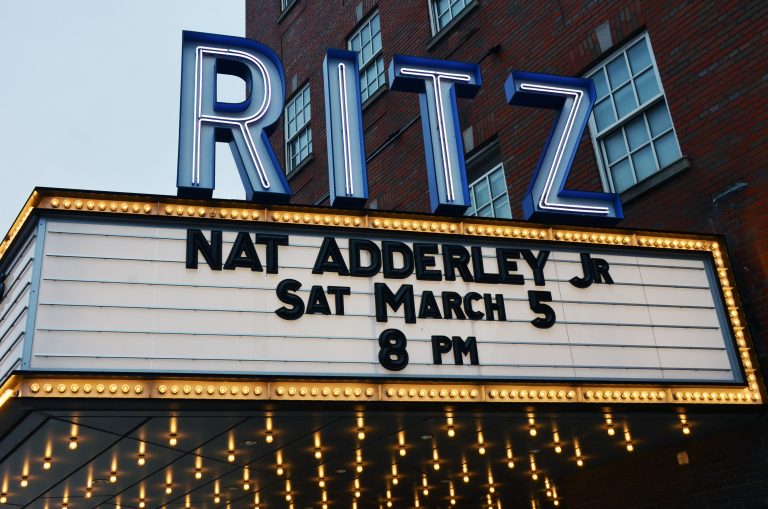 RITZ
NAT ADDERLEY JR
SAT MARCH 5
8 PM